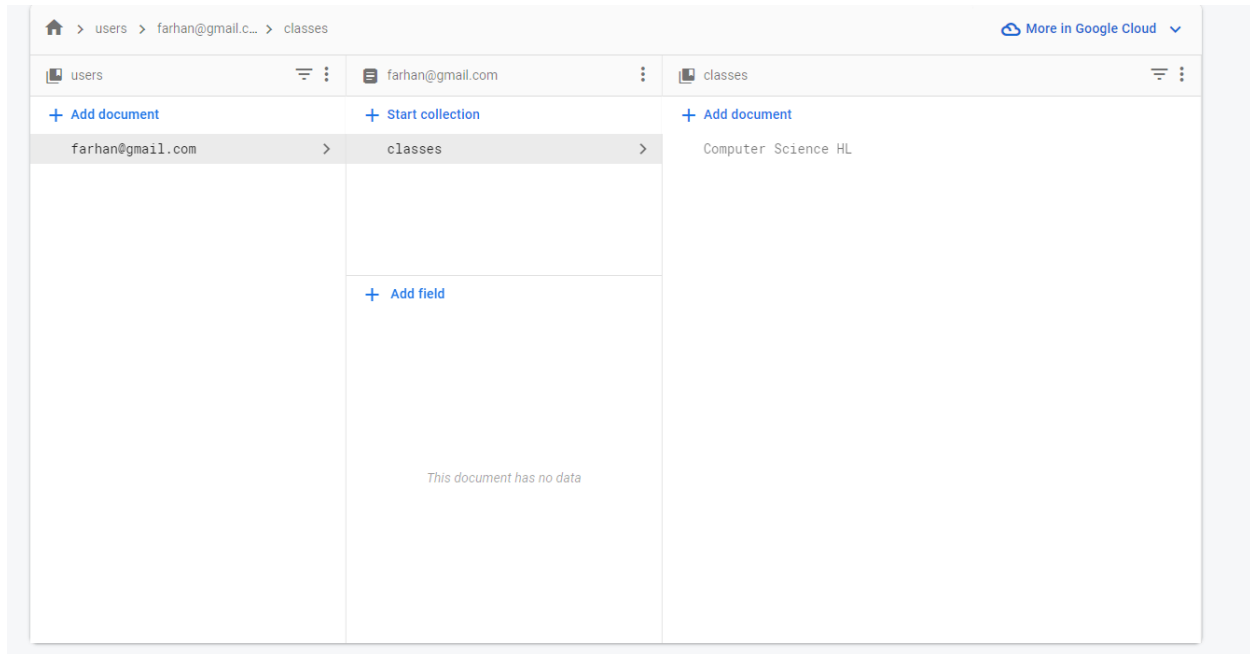 users > farhan@gmail.c... > classes
More in Google Cloud
users
farhan@gmail.com
classes
Add document
Start collection
Add document
farhan@gmail.com
classes
Computer Science HL
Add field
This document has no data